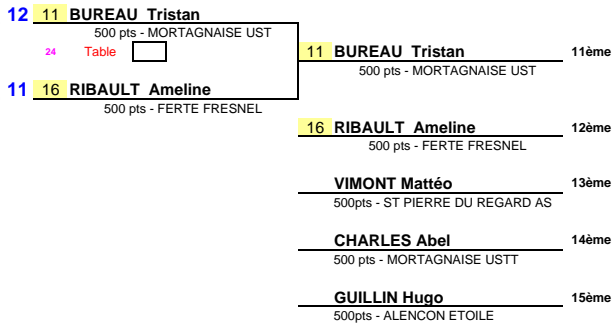 12 11 BUREAU Tristan
500 pts - MORTAGNAISE UST
24 Table
11 16 RIBAULT Ameline
500 pts - FERTE FRESNEL
11 BUREAU Tristan 11ème
500 pts - MORTAGNAISE UST
16 RIBAULT Ameline 12ème
500 pts - FERTE FRESNEL
VIMONT Mattéo 13ème
500pts - ST PIERRE DU REGARD AS
CHARLES Abel 14ème
500 pts - MORTAGNAISE USTT
GUILLIN Hugo 15ème
500pts - ALENCON ETOILE